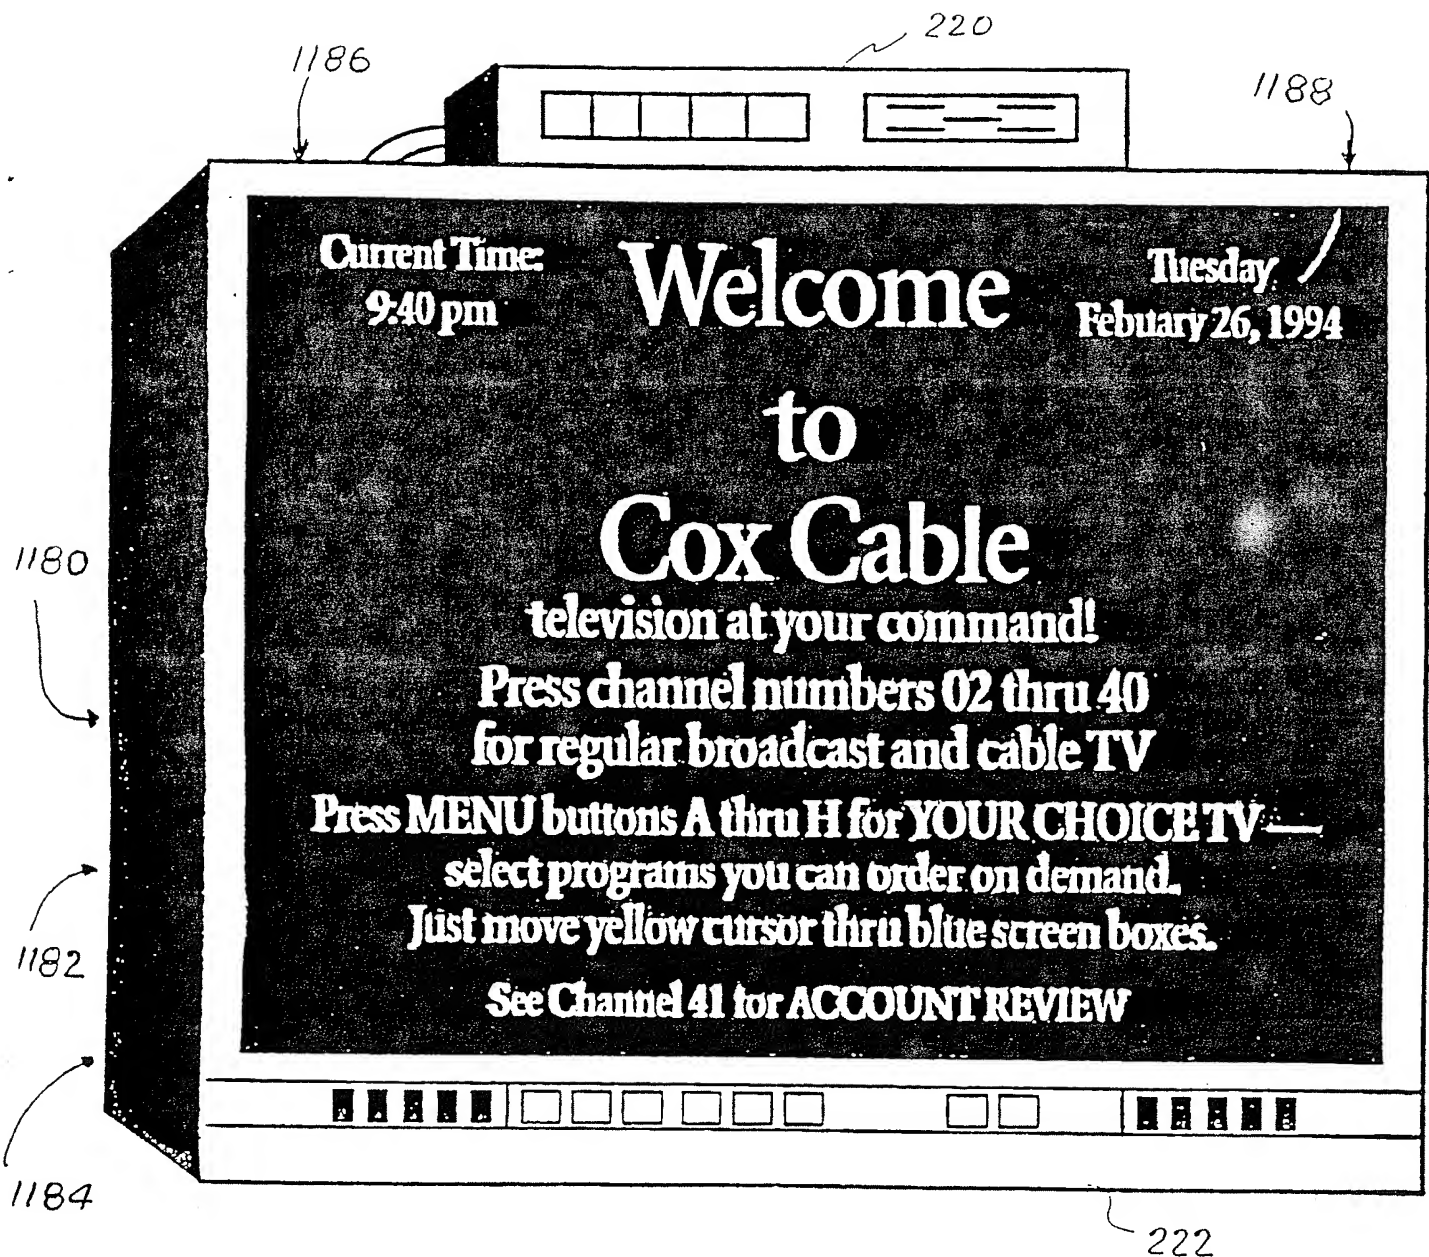 220
1186
1188
Current Time:
9:40 pm
Welcome
Tuesday
Febuary 26, 1994
to
Cox Cable
television at your command!
Press channel numbers 02 thru 40
for regular broadcast and cable TV
Press MENU buttons A thru H for YOUR CHOICE TV—
select programs you can order on demand.
Just move yellow cursor thru blue screen boxes.
See Channel 41 for ACCOUNT REVIEW
1180
1182
1184
222